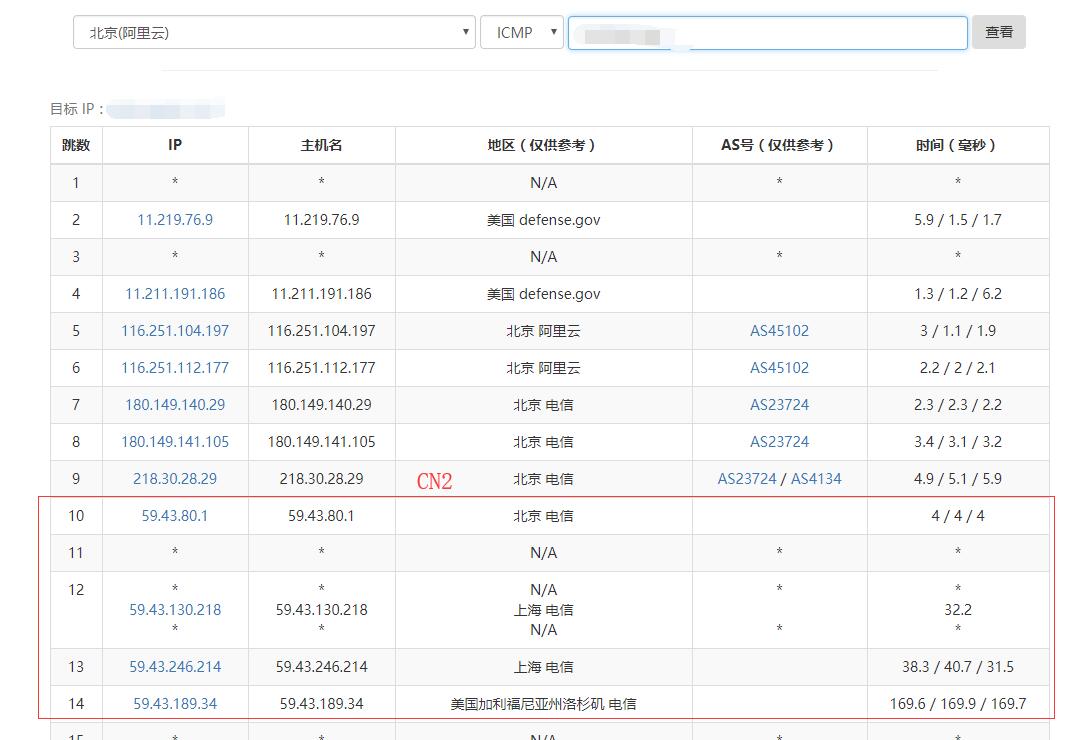 北京(阿里云) ICMP 查看
目标 IP：
跳数 IP 主机名 地区（仅供参考） AS号（仅供参考） 时间（毫秒）
1 * * N/A * *
2 11.219.76.9 11.219.76.9 美国 defense.gov 5.9 / 1.5 / 1.7
3 * * N/A * *
4 11.211.191.186 11.211.191.186 美国 defense.gov 1.3 / 1.2 / 6.2
5 116.251.104.197 116.251.104.197 北京 阿里云 AS45102 3 / 1.1 / 1.9
6 116.251.112.177 116.251.112.177 北京 阿里云 AS45102 2.2 / 2 / 2.1
7 180.149.140.29 180.149.140.29 北京 电信 AS23724 2.3 / 2.3 / 2.2
8 180.149.141.105 180.149.141.105 北京 电信 AS23724 3.4 / 3.1 / 3.2
9 218.30.28.29 218.30.28.29 CN2 北京 电信 AS23724 / AS4134 4.9 / 5.1 / 5.9
10 59.43.80.1 59.43.80.1 北京 电信 4 / 4 / 4
11 * * N/A * *
12 * * N/A * *
59.43.130.218 59.43.130.218 上海 电信 32.2
* * N/A * *
13 59.43.246.214 59.43.246.214 上海 电信 38.3 / 40.7 / 31.5
14 59.43.189.34 59.43.189.34 美国加利福尼亚州洛杉矶 电信 169.6 / 169.9 / 169.7
15 * * N/A * *